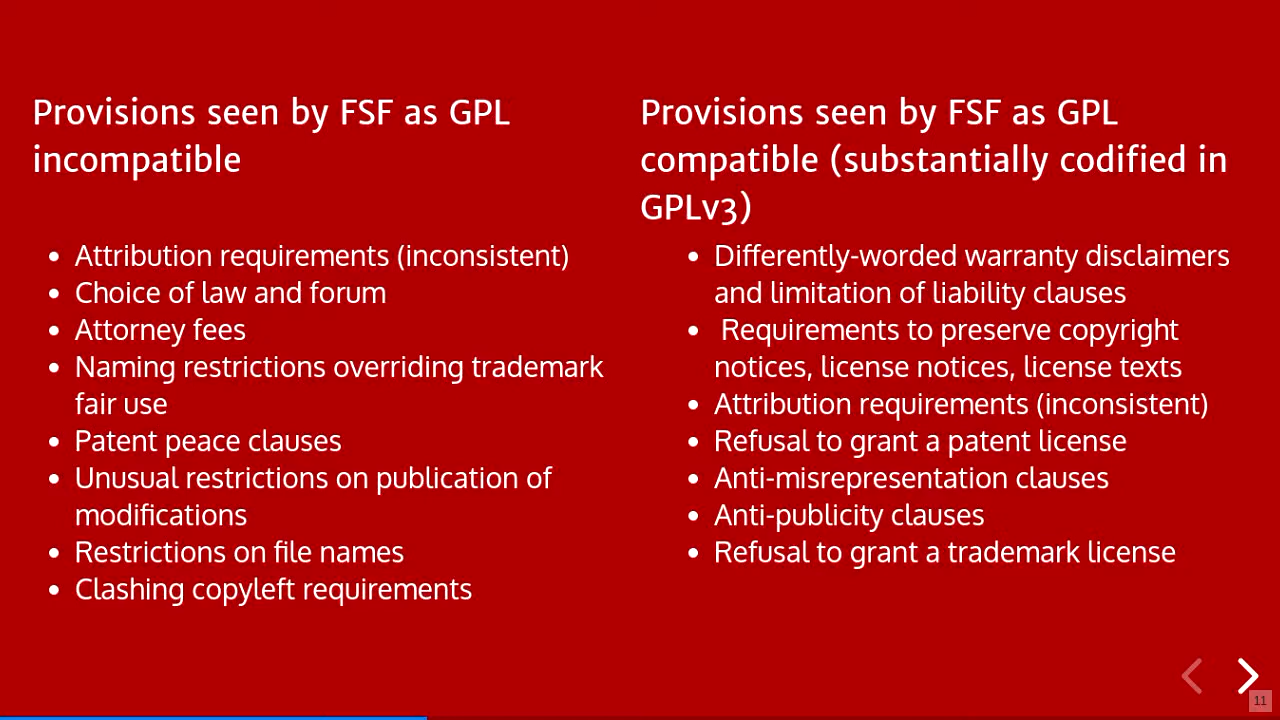 Provisions seen by FSF as GPL
incompatible
• Attribution requirements (inconsistent)
• Choice of law and forum
• Attorney fees
• Naming restrictions overriding trademark
fair use
• Patent peace clauses
• Unusual restrictions on publication of
modifications
• Restrictions on file names
• Clashing copyleft requirements
Provisions seen by FSF as GPL
compatible (substantially codified in
GPLv3)
• Differently-worded warranty disclaimers
and limitation of liability clauses
• Requirements to preserve copyright
notices, license notices, license texts
• Attribution requirements (inconsistent)
• Refusal to grant a patent license
• Anti-misrepresentation clauses
• Anti-publicity clauses
• Refusal to grant a trademark license
11